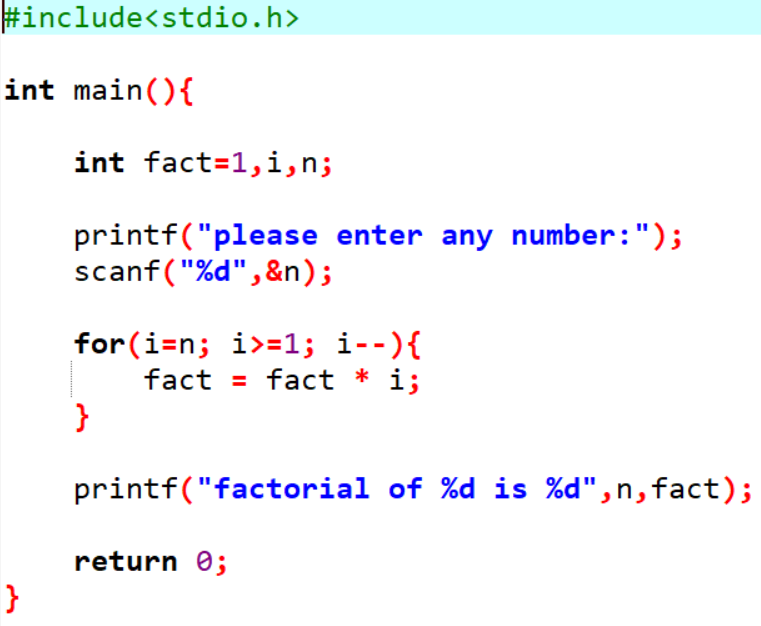 #include<stdio.h>
int main(){
int fact=1,i,n;
printf("please enter any number:");
scanf("%d",&n);
for(i=n; i>=1; i--){
fact = fact * i;
}
printf("factorial of %d is %d",n,fact);
return 0;
}